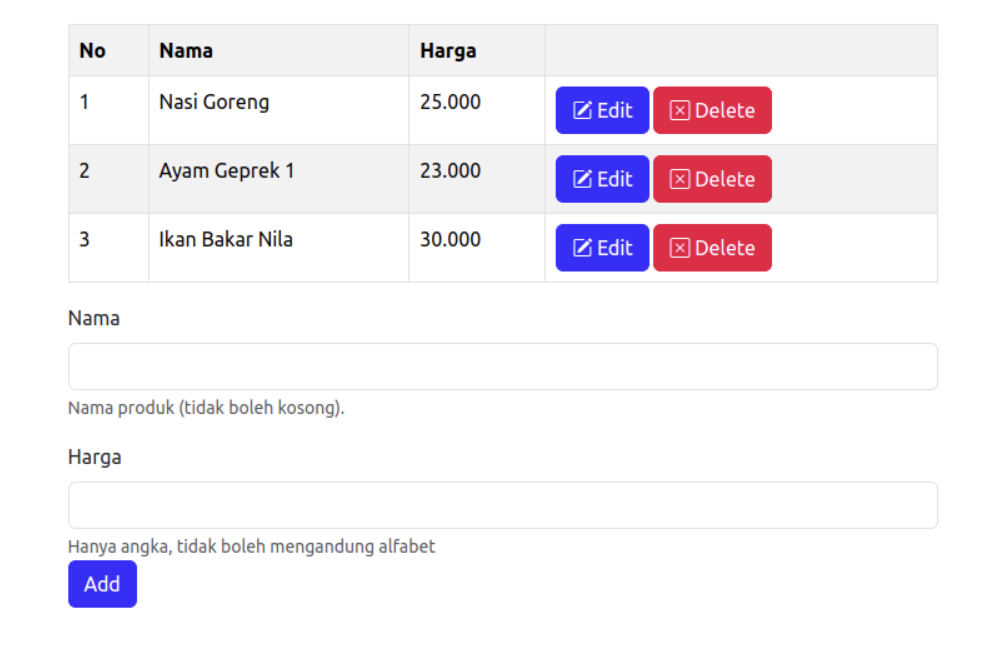 No Nama Harga
1 Nasi Goreng 25.000 Edit Delete
2 Ayam Geprek 1 23.000 Edit Delete
3 Ikan Bakar Nila 30.000 Edit Delete
Nama
Nama produk (tidak boleh kosong).
Harga
Hanya angka, tidak boleh mengandung alfabet
Add